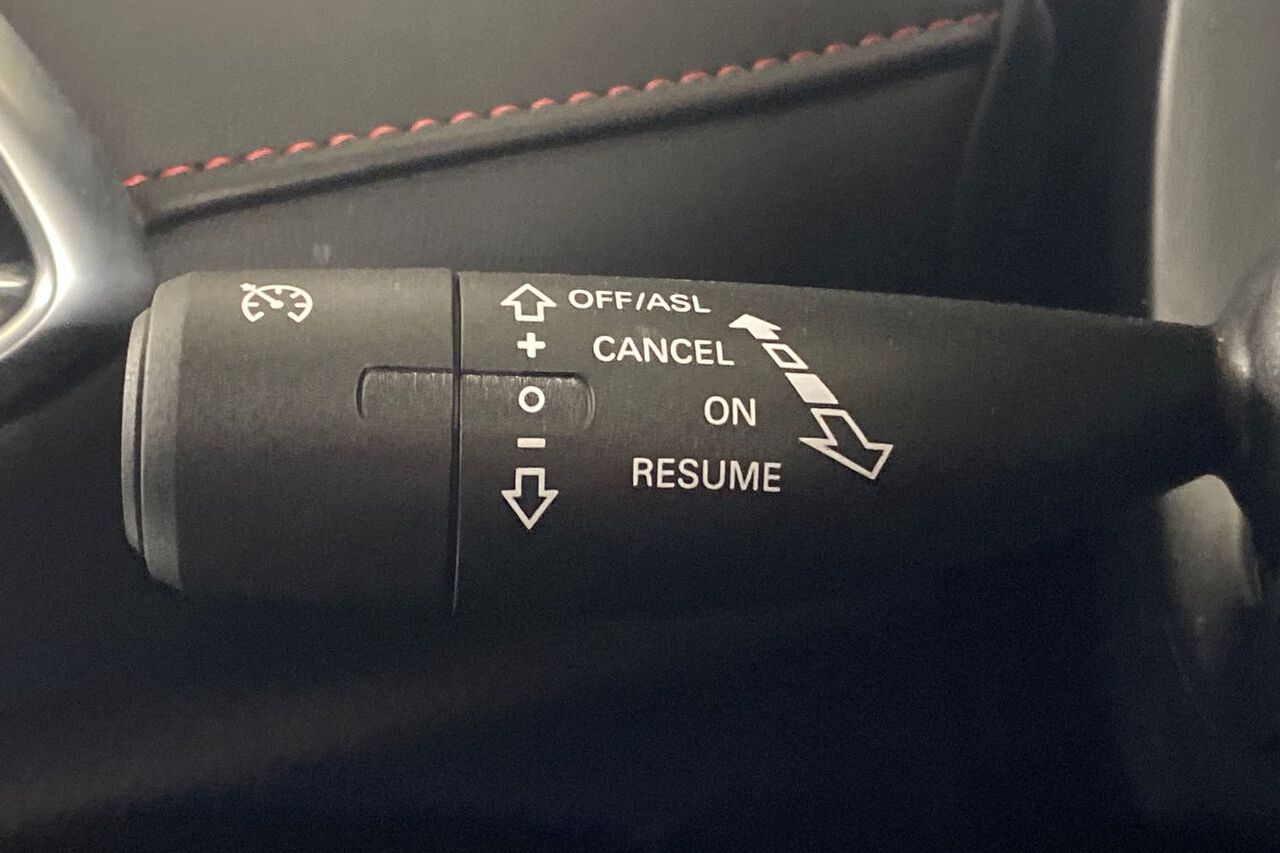 OFF/ASL
+ CANCEL
O ON
- RESUME